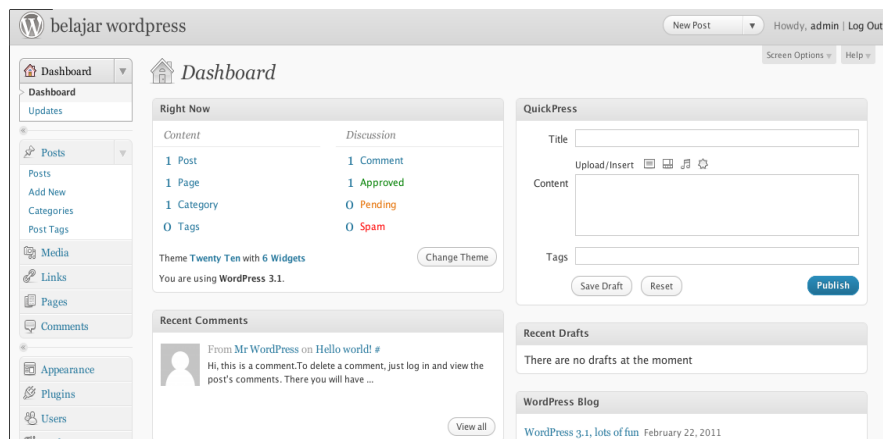 belajar wordpress
New Post
Howdy, admin | Log Out
Screen Options
Help
Dashboard
Dashboard
Updates
Posts
Posts
Add New
Categories
Post Tags
Media
Links
Pages
Comments
Appearance
Plugins
Users
Dashboard
Right Now
Content
Discussion
1 Post
1 Comment
1 Page
1 Approved
1 Category
0 Pending
0 Tags
0 Spam
Theme Twenty Ten with 6 Widgets
Change Theme
You are using WordPress 3.1.
Recent Comments
From Mr WordPress on Hello world! #
Hi, this is a comment.To delete a comment, just log in and view the
post's comments. There you will have ...
View all
QuickPress
Title
Upload/Insert
Content
Tags
Save Draft
Reset
Publish
Recent Drafts
There are no drafts at the moment
WordPress Blog
WordPress 3.1, lots of fun February 22, 2011